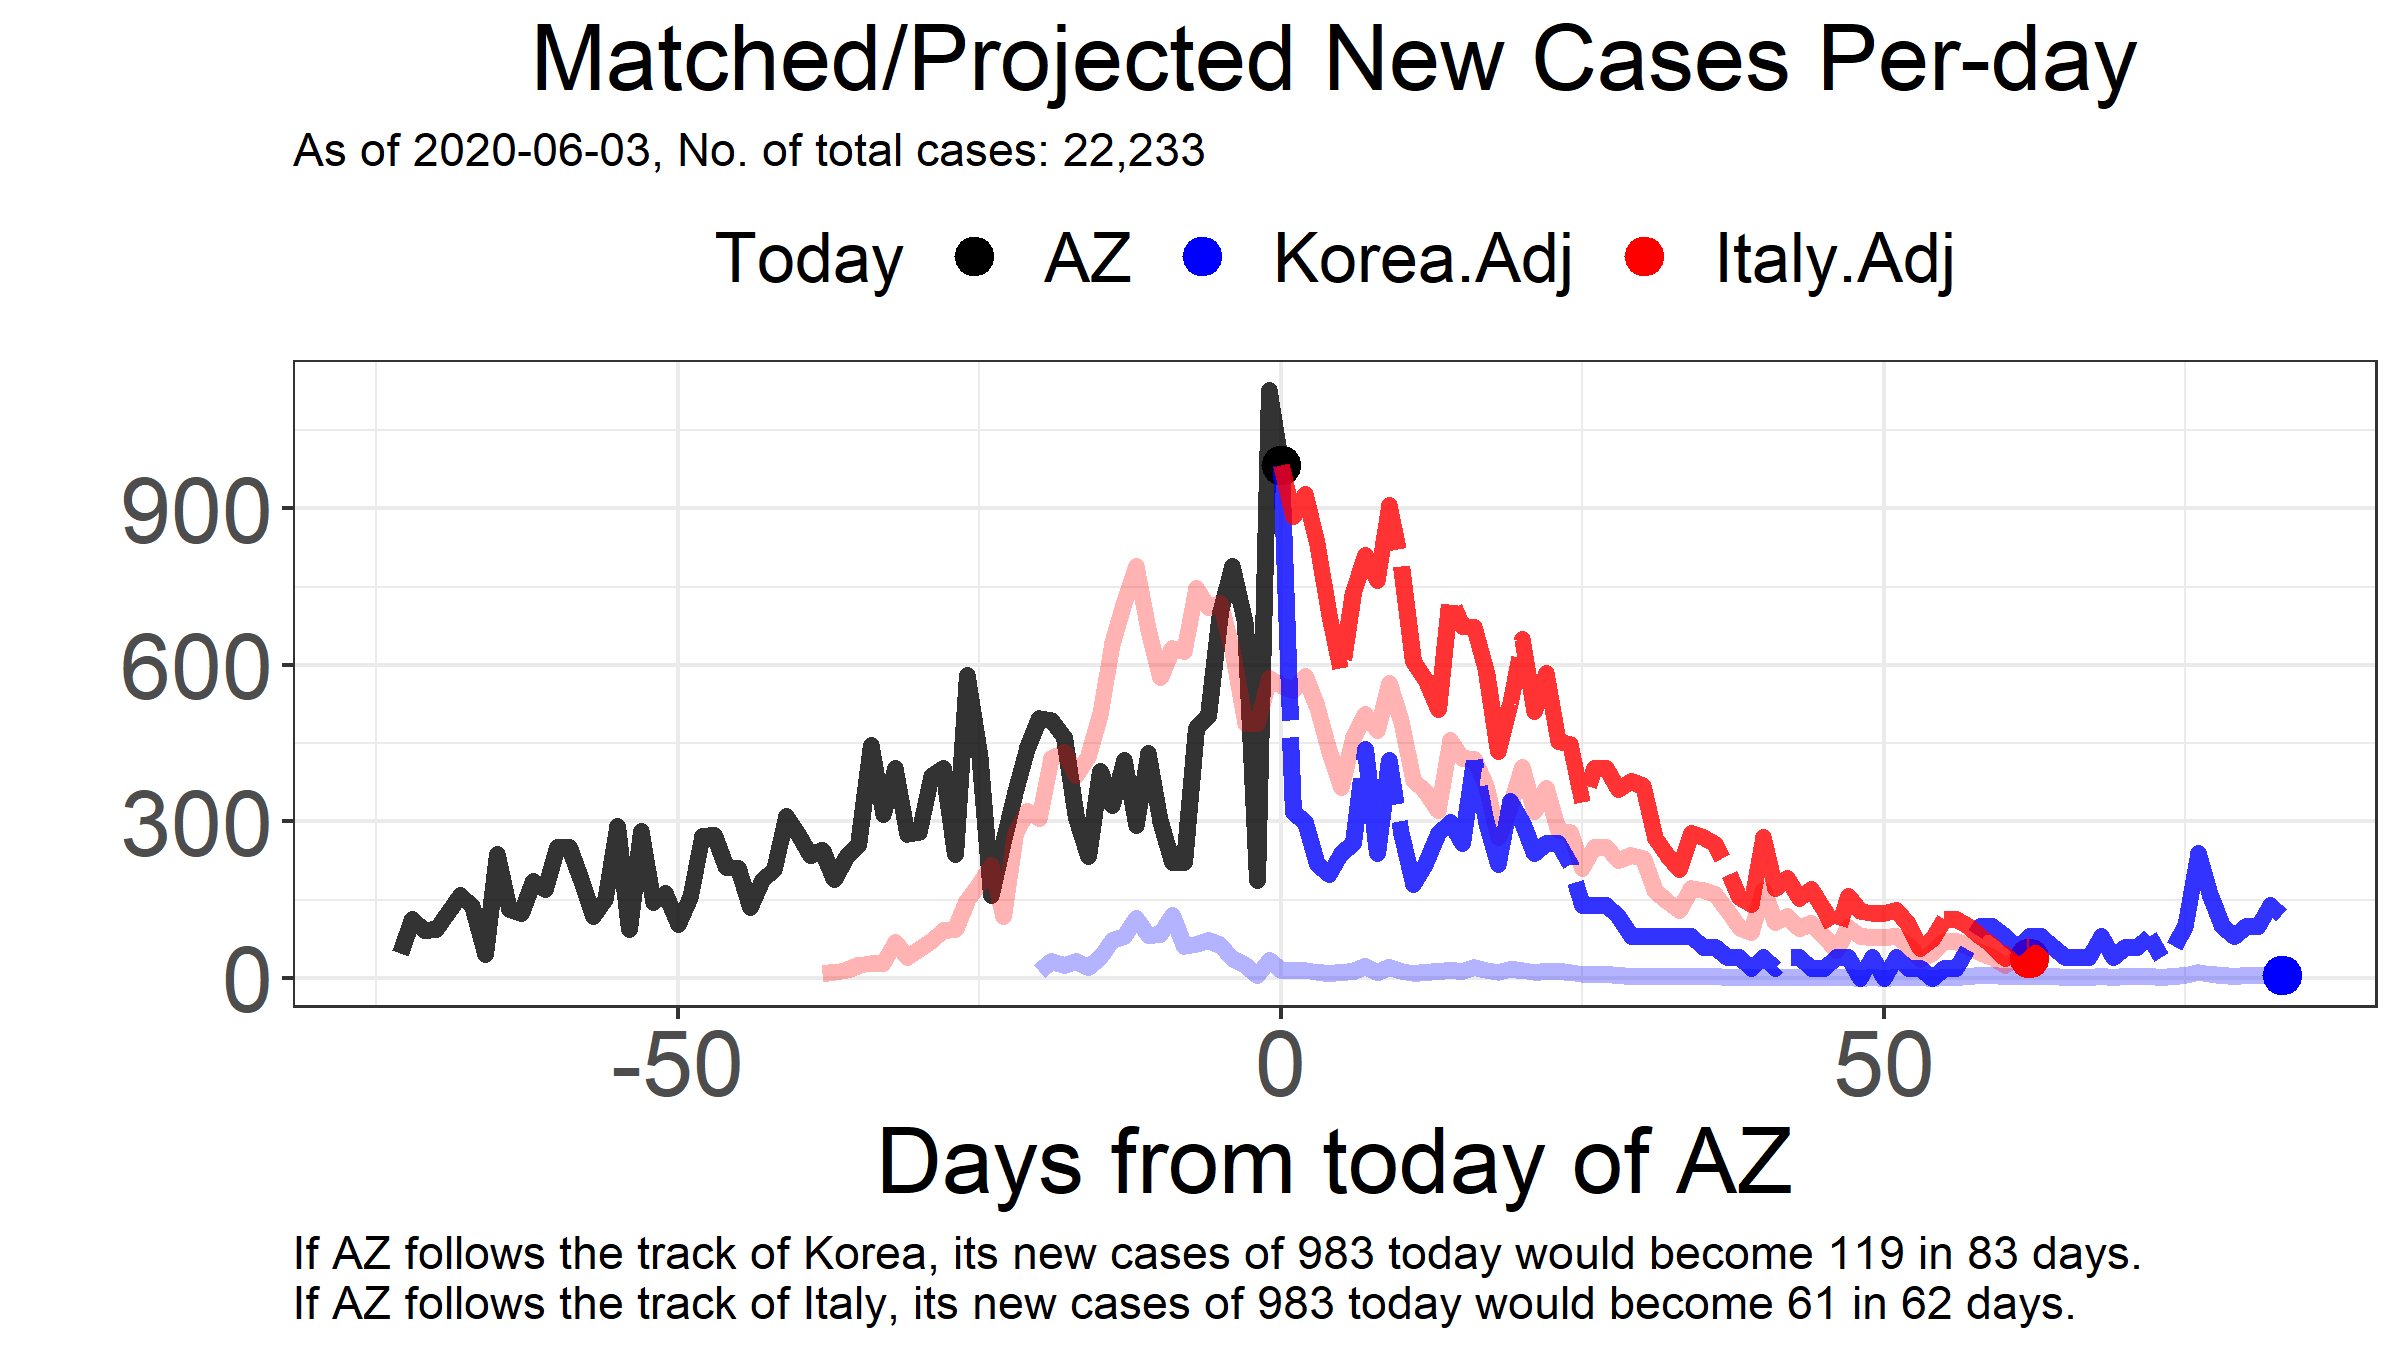 Matched/Projected New Cases Per-day
As of 2020-06-03, No. of total cases: 22,233
Today AZ Korea.Adj Italy.Adj
900
600
300
0
-50 0 50
Days from today of AZ
If AZ follows the track of Korea, its new cases of 983 today would become 119 in 83 days.
If AZ follows the track of Italy, its new cases of 983 today would become 61 in 62 days.